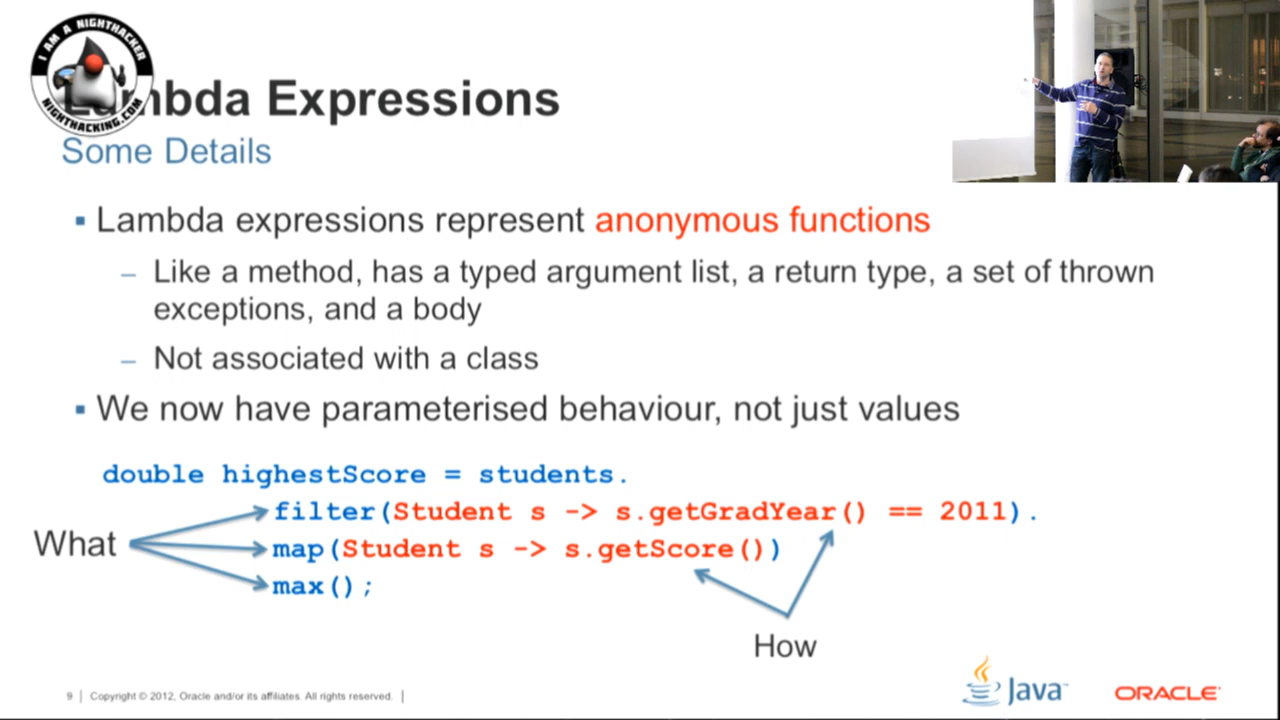 I AM A NIGHTHACKER
NIGHTHACKING.COM
Lambda Expressions
Some Details
▪ Lambda expressions represent anonymous functions
– Like a method, has a typed argument list, a return type, a set of thrown
exceptions, and a body
– Not associated with a class
▪ We now have parameterised behaviour, not just values
double highestScore = students.
filter(Student s -> s.getGradYear() == 2011).
What
map(Student s -> s.getScore())
max();
How
9 | Copyright © 2012, Oracle and/or its affiliates. All rights reserved. |
Java™
ORACLE®